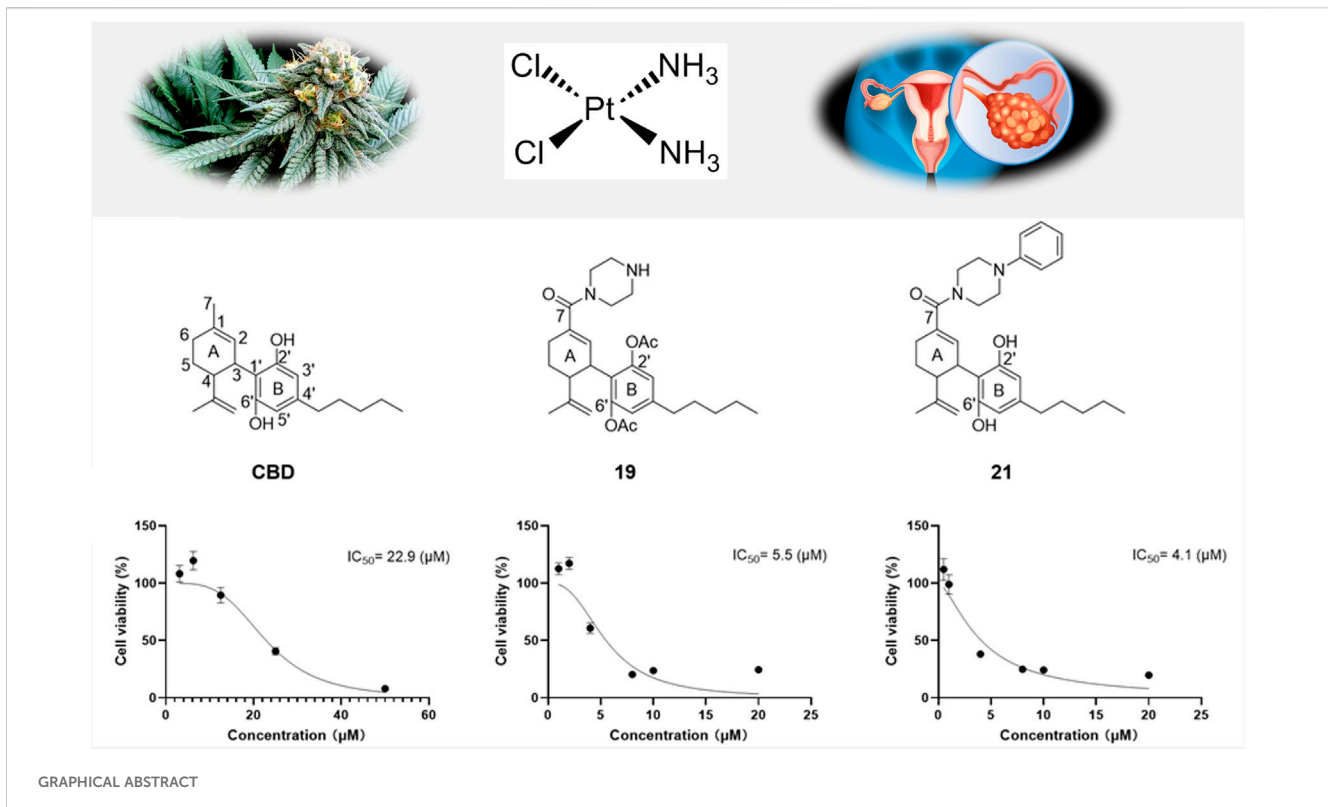 Cl
NH3
Pt
Cl
NH3
7
1
6
2
OH
2'
A
3'
5
1'
3
B
4
4'
6'
5'
OH
CBD
NH
N
O
7
OAc
A
2'
B
6'
OAc
19
N
N
O
7
OH
A
2'
B
6'
OH
21
150
100
50
0
Cell viability (%)
IC50= 22.9 (μM)
0 20 40 60
Concentration (μM)
150
100
50
0
Cell viability (%)
IC50= 5.5 (μM)
0 5 10 15 20 25
Concentration (μM)
150
100
50
0
Cell viability (%)
IC50= 4.1 (μM)
0 5 10 15 20 25
Concentration (μM)
GRAPHICAL ABSTRACT